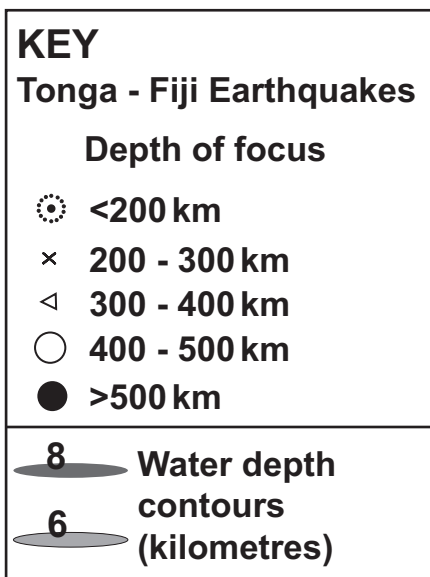 KEY
Tonga - Fiji Earthquakes
Depth of focus
<200 km
200 - 300 km
300 - 400 km
400 - 500 km
>500 km
8
Water depth
contours
6
(kilometres)